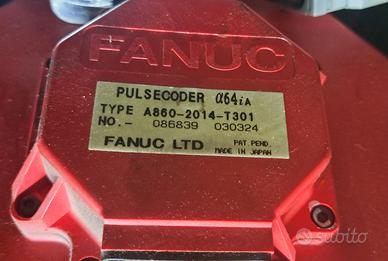 FANUC
PULSECODER α64iA
TYPE A860-2014-T301
NO.- 086839 030324
FANUC LTD PAT. PEND.
MADE IN JAPAN
subito